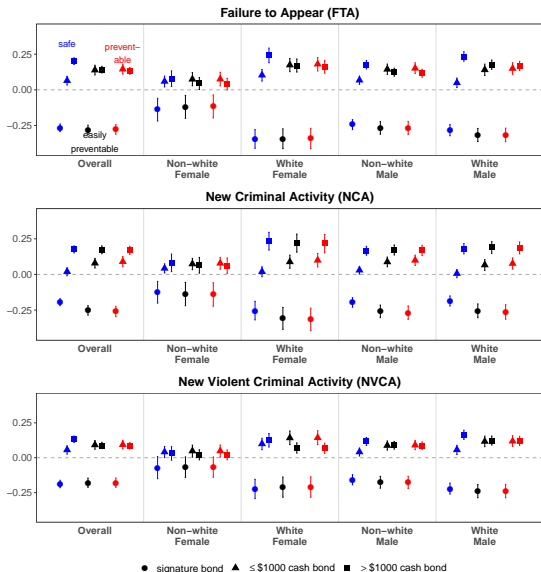 Failure to Appear (FTA)
safe
prevent−
able
0.25
0.00
−0.25
easily
preventable
Overall
Non−white
Female
White
Female
Non−white
Male
White
Male
New Criminal Activity (NCA)
0.25
0.00
−0.25
Overall
Non−white
Female
White
Female
Non−white
Male
White
Male
New Violent Criminal Activity (NVCA)
0.25
0.00
−0.25
Overall
Non−white
Female
White
Female
Non−white
Male
White
Male
signature bond ≤ $1000 cash bond > $1000 cash bond